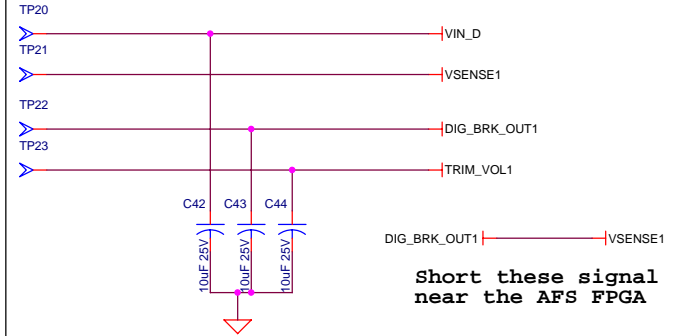 TP20
VIN_D
TP21
VSENSE1
TP22
DIG_BRK_OUT1
TP23
TRIM_VOL1
C42 C43 C44
10uF 25V 10uF 25V 10uF 25V
DIG_BRK_OUT1 VSENSE1
Short these signal
near the AFS FPGA